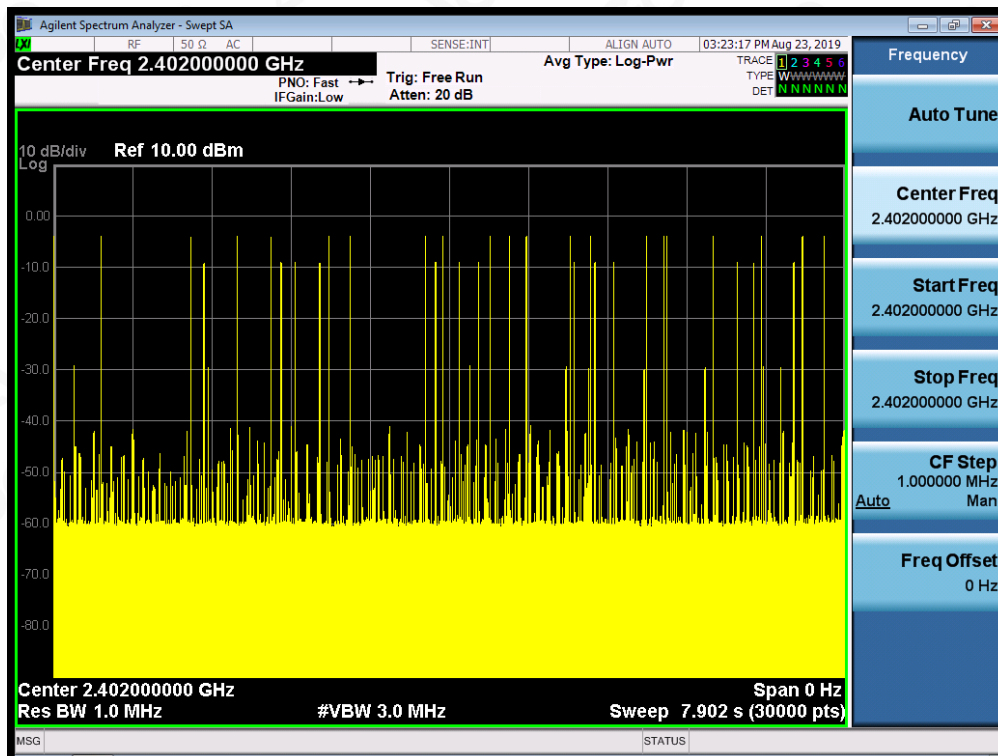 Agilent Spectrum Analyzer - Swept SA
LXI RF 50 Ω AC SENSE:INT ALIGN AUTO 03:23:17 PM Aug 23, 2019
Center Freq 2.402000000 GHz
PNO: Fast
IFGain:Low
Trig: Free Run
Atten: 20 dB
Avg Type: Log-Pwr
TRACE 1 2 3 4 5 6
TYPE WWWWWW
DET N N N N N N
10 dB/div Ref 10.00 dBm
Log
0.00
-10.0
-20.0
-30.0
-40.0
-50.0
-60.0
-70.0
-80.0
Center 2.402000000 GHz Span 0 Hz
Res BW 1.0 MHz #VBW 3.0 MHz Sweep 7.902 s (30000 pts)
MSG STATUS
Frequency
Auto Tune
Center Freq
2.402000000 GHz
Start Freq
2.402000000 GHz
Stop Freq
2.402000000 GHz
CF Step
1.000000 MHz
Auto Man
Freq Offset
0 Hz